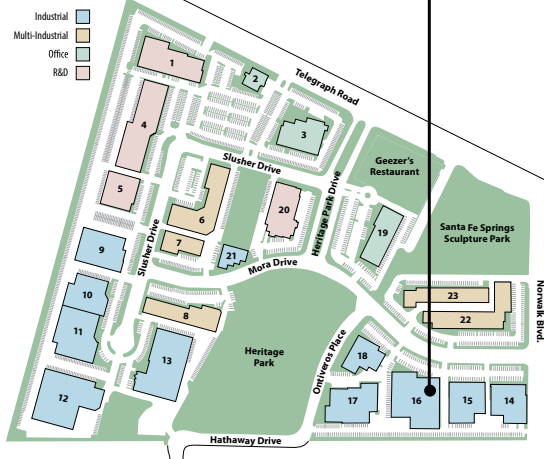 Industrial
Multi-Industrial
Office
R&D
1
2
Telegraph Road
3
4
Slusher Drive
Geezer's
Restaurant
5
6
20
Heritage Park Drive
19
Santa Fe Springs
Sculpture Park
Slusher Drive
7
9
21
Mora Drive
10
8
23
22
Norwalk Blvd.
11
13
Heritage
Park
Ontiveros Place
18
12
17
16
15
14
Hathaway Drive